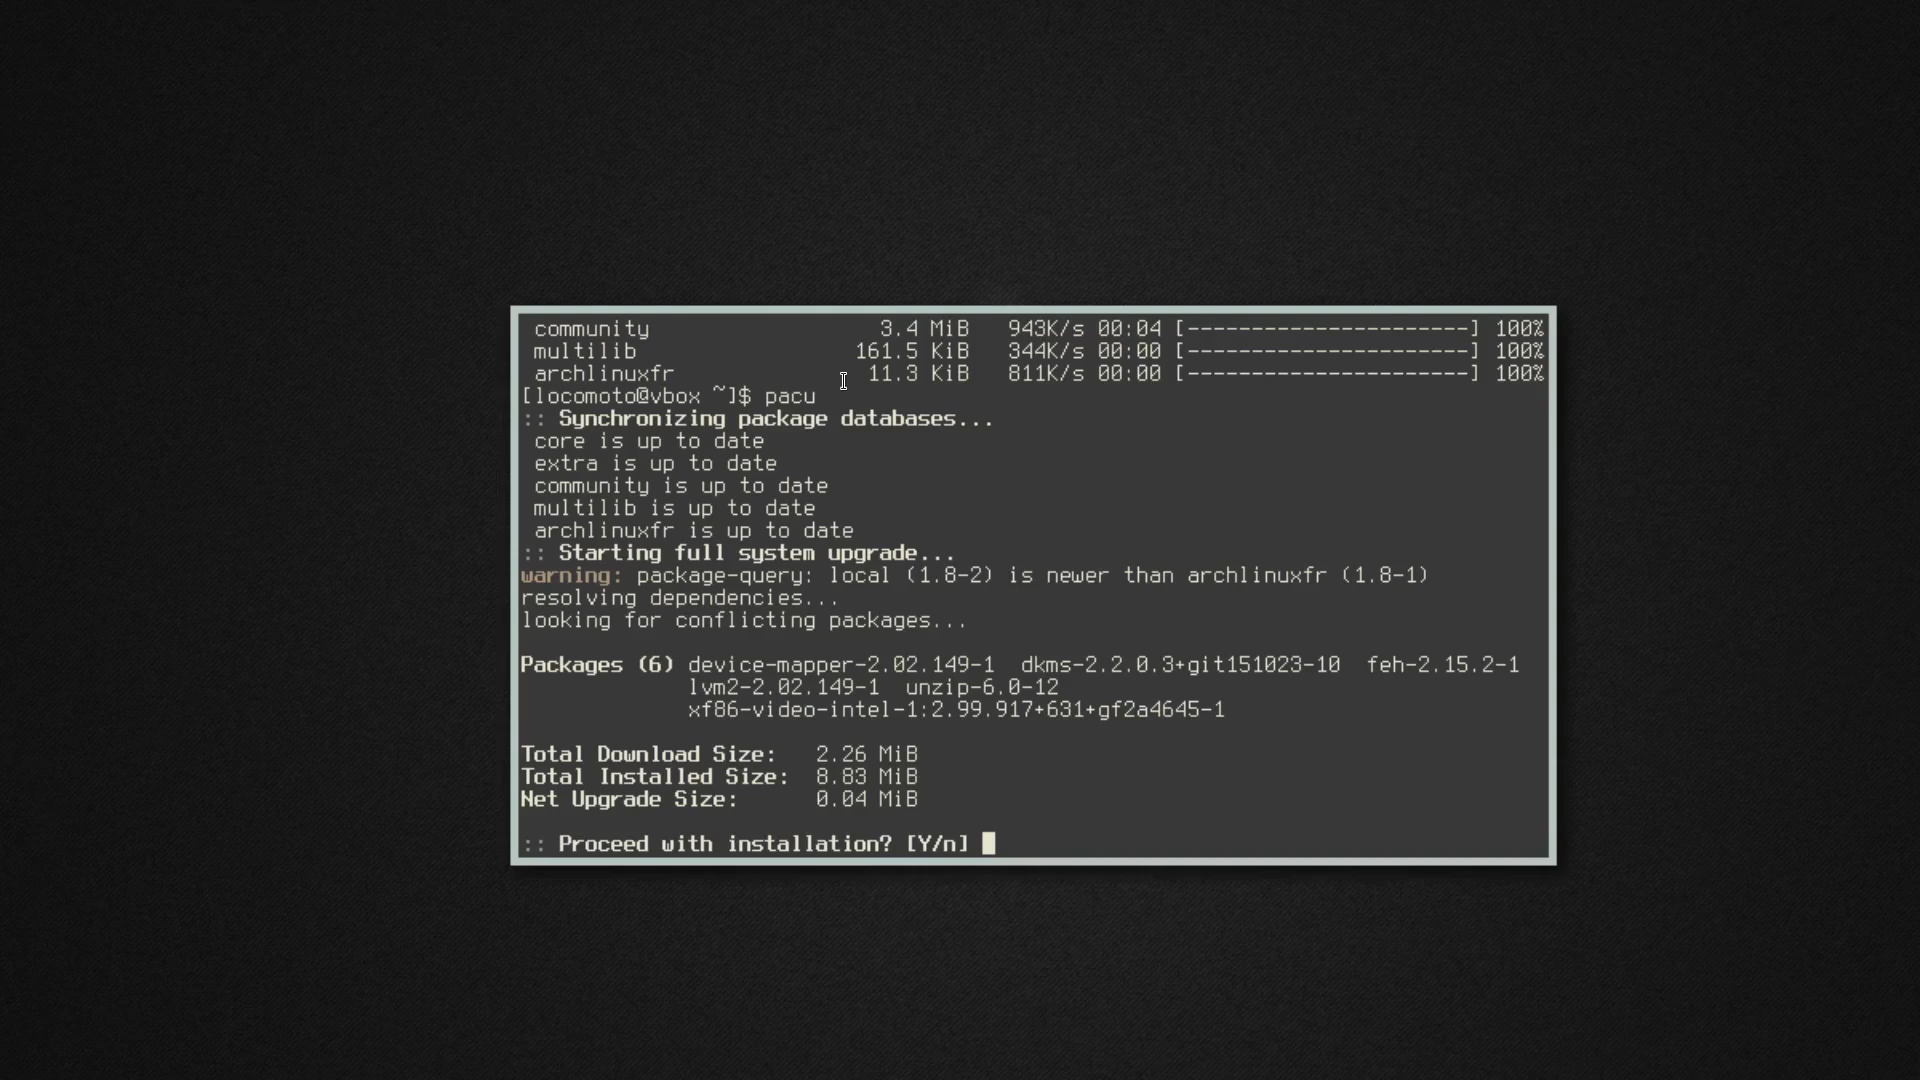 community 3.4 MiB 943K/s 00:04 [----------------------] 100%
multilib 161.5 KiB 344K/s 00:00 [----------------------] 100%
archlinuxfr 11.3 KiB 811K/s 00:00 [----------------------] 100%
[locomoto@vbox ~]$ pacu
:: Synchronizing package databases...
core is up to date
extra is up to date
community is up to date
multilib is up to date
archlinuxfr is up to date
:: Starting full system upgrade...
warning: package-query: local (1.8-2) is newer than archlinuxfr (1.8-1)
resolving dependencies...
looking for conflicting packages...
Packages (6) device-mapper-2.02.149-1 dkms-2.2.0.3+git151023-10 feh-2.15.2-1
lvm2-2.02.149-1 unzip-6.0-12
xf86-video-intel-1:2.99.917+631+gf2a4645-1
Total Download Size: 2.26 MiB
Total Installed Size: 8.83 MiB
Net Upgrade Size: 0.04 MiB
:: Proceed with installation? [Y/n]